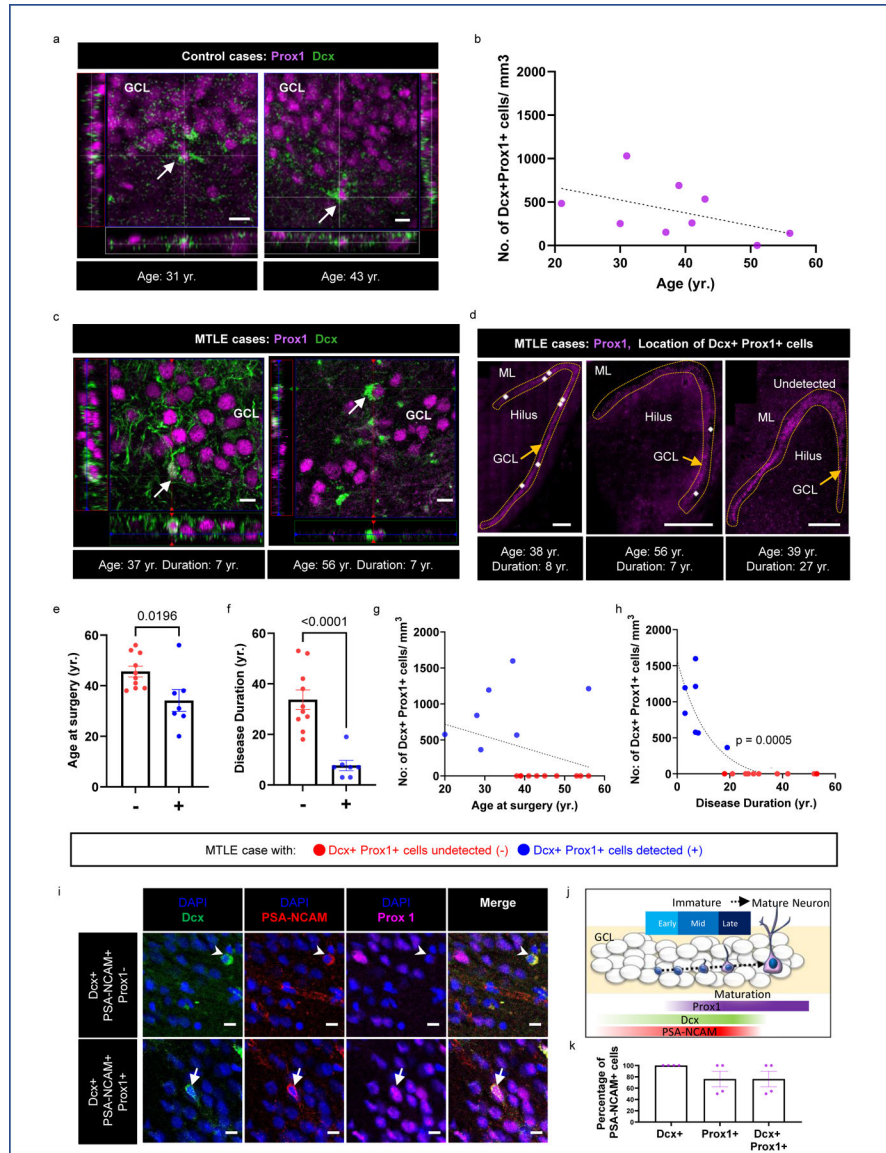 a
Control cases: Prox1 Dcx
GCL
GCL
Age: 31 yr.
Age: 43 yr.
b
No. of Dcx+Prox1+ cells/ mm3
2000
1500
1000
500
0
20 30 40 50 60
Age (yr.)
c
MTLE cases: Prox1 Dcx
GCL
GCL
Age: 37 yr. Duration: 7 yr.
Age: 56 yr. Duration: 7 yr.
d
MTLE cases: Prox1, Location of Dcx+ Prox1+ cells
ML
Hilus
GCL
ML
Hilus
GCL
Undetected
ML
Hilus
GCL
Age: 38 yr.
Duration: 8 yr.
Age: 56 yr.
Duration: 7 yr.
Age: 39 yr.
Duration: 27 yr.
e
0.0196
Age at surgery (yr.)
60
40
20
0
- +
f
<0.0001
Disease Duration (yr.)
60
40
20
0
- +
g
No: of Dcx+ Prox1+ cells/ mm³
2000
1500
1000
500
0
20 30 40 50 60
Age at surgery (yr.)
h
No: of Dcx+ Prox1+ cells/ mm³
2000
1500
1000
500
0
p = 0.0005
0 20 40 60
Disease Duration (yr.)
MTLE case with: Dcx+ Prox1+ cells undetected (-) Dcx+ Prox1+ cells detected (+)
i
DAPI
Dcx
DAPI
PSA-NCAM
DAPI
Prox 1
Merge
Dcx+
PSA-NCAM+
Prox1-
Dcx+
PSA-NCAM+
Prox1+
j
Immature Mature Neuron
Early Mid Late
GCL
Maturation
Prox1
Dcx
PSA-NCAM
k
Percentage of
PSA-NCAM+ cells
100
80
60
40
20
0
Dcx+ Prox1+ Dcx+
Prox1+